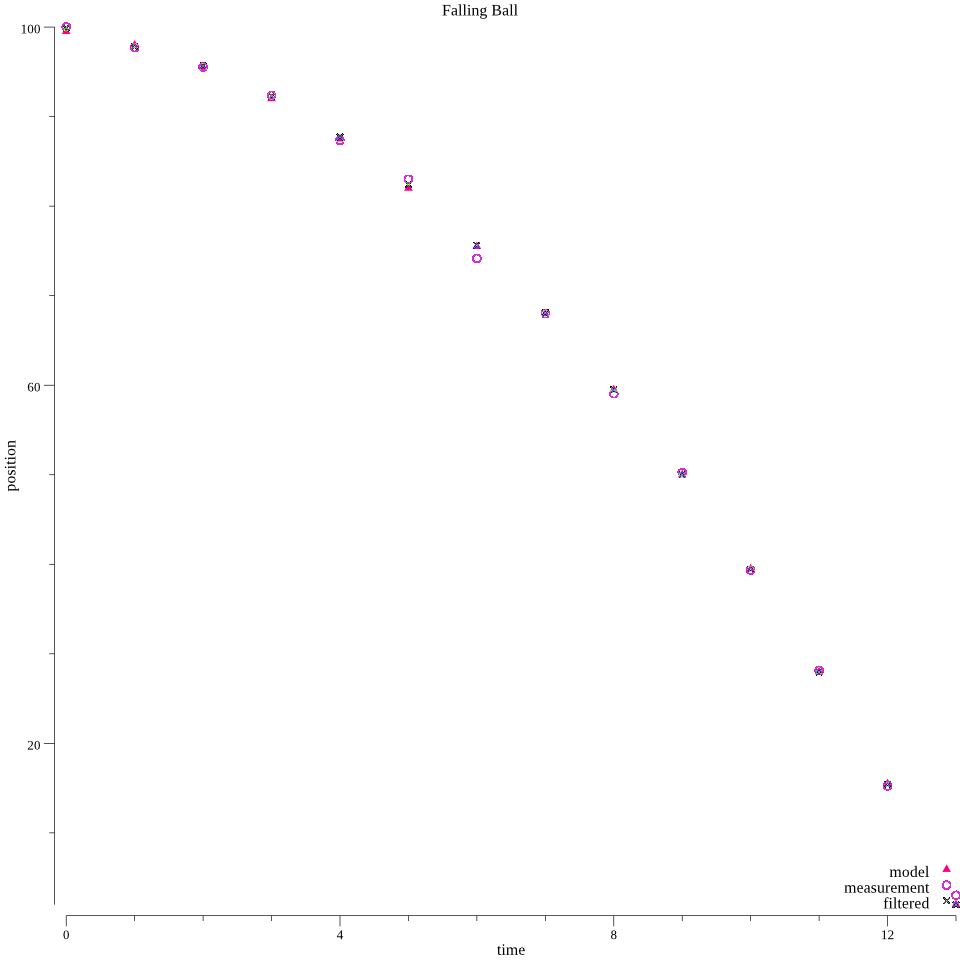 Falling Ball
100
60
20
position
0
4
8
12
time
model
measurement
filtered